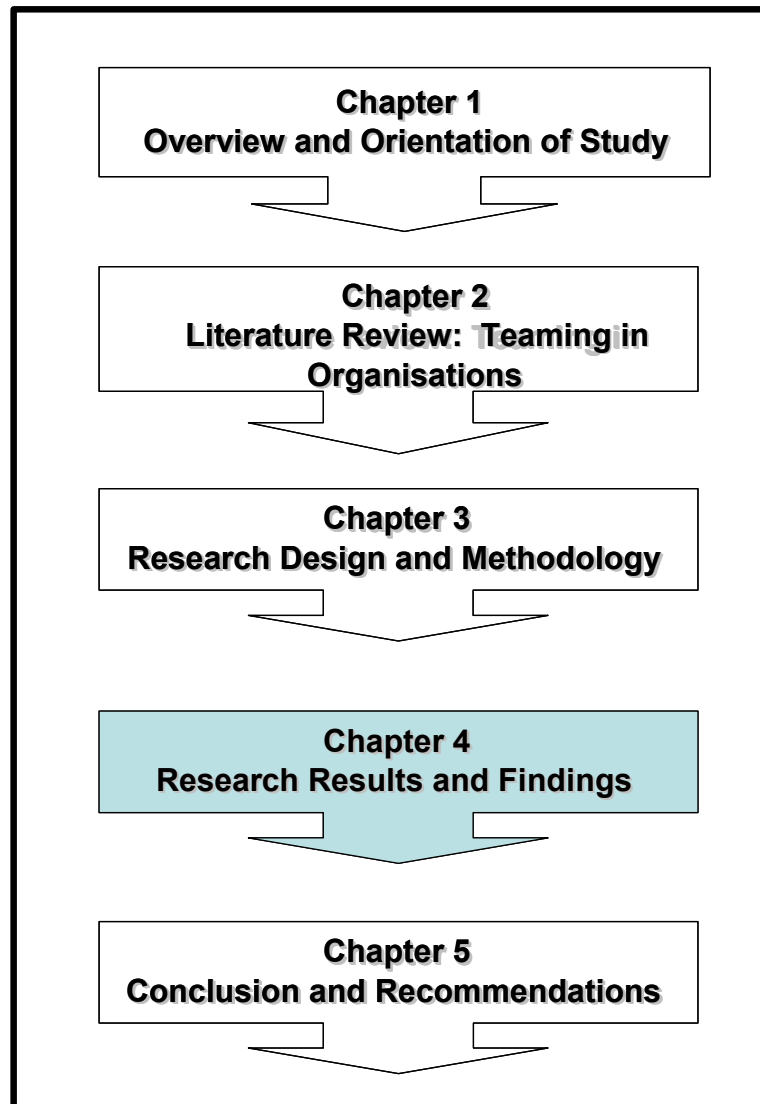 Chapter 1
Overview and Orientation of Study
Chapter 2
Literature Review: Teaming in
Organisations
Chapter 3
Research Design and Methodology
Chapter 4
Research Results and Findings
Chapter 5
Conclusion and Recommendations